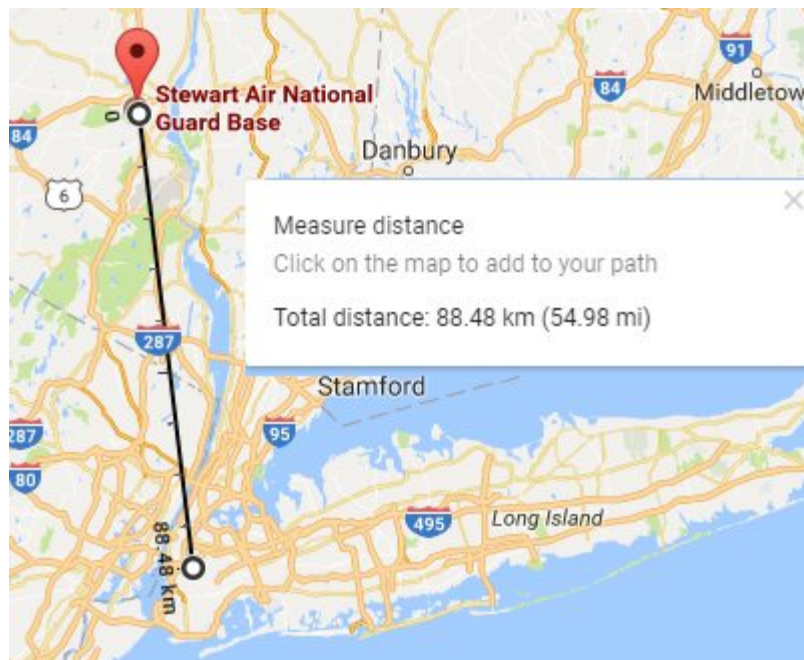 91
Middletow
84
Stewart Air National
Guard Base
0
84
Danbury
6
Measure distance
Click on the map to add to your path
Total distance: 88.48 km (54.98 mi)
287
Stamford
287
95
80
495
Long Island
88.48 km